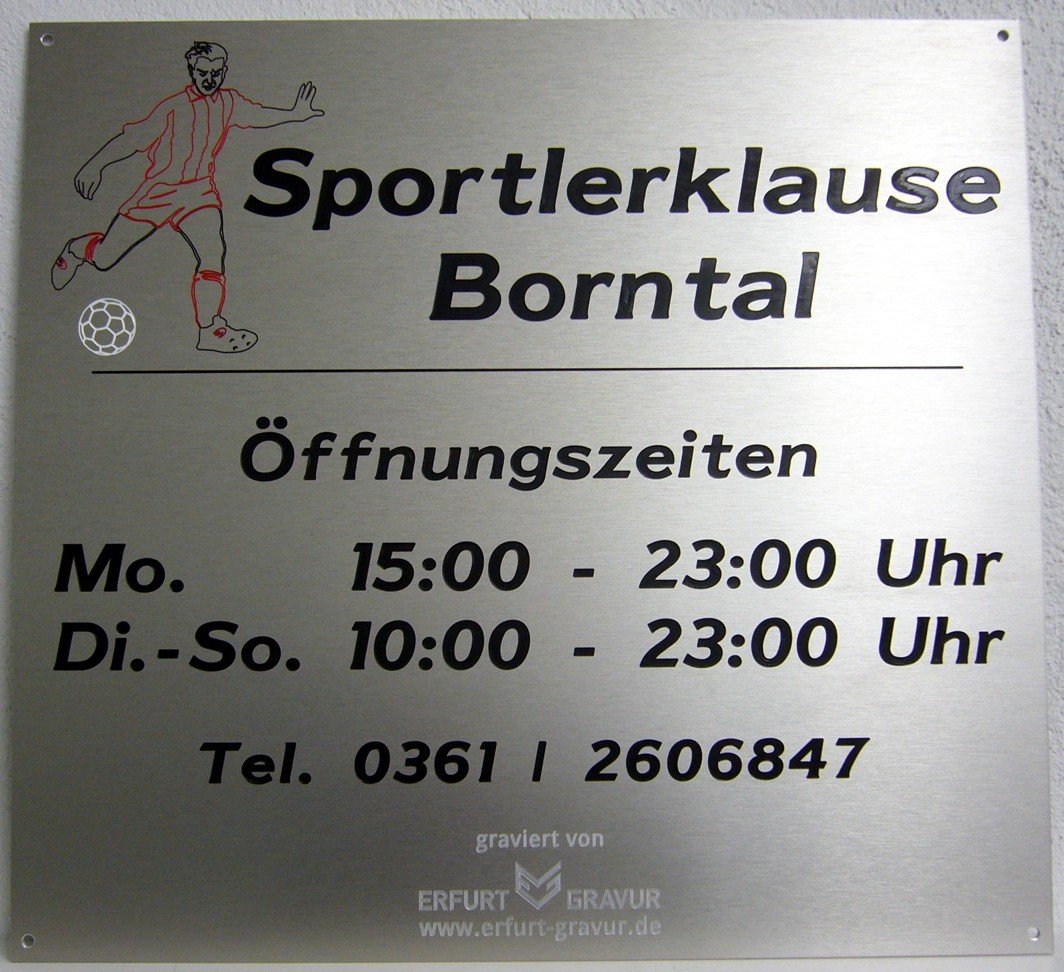 Sportlerklause
Borntal
Öffnungszeiten
Mo. 15:00 - 23:00 Uhr
Di.-So. 10:00 - 23:00 Uhr
Tel. 0361 / 2606847
graviert von
ERFURT GRAVUR
www.erfurt-gravur.de